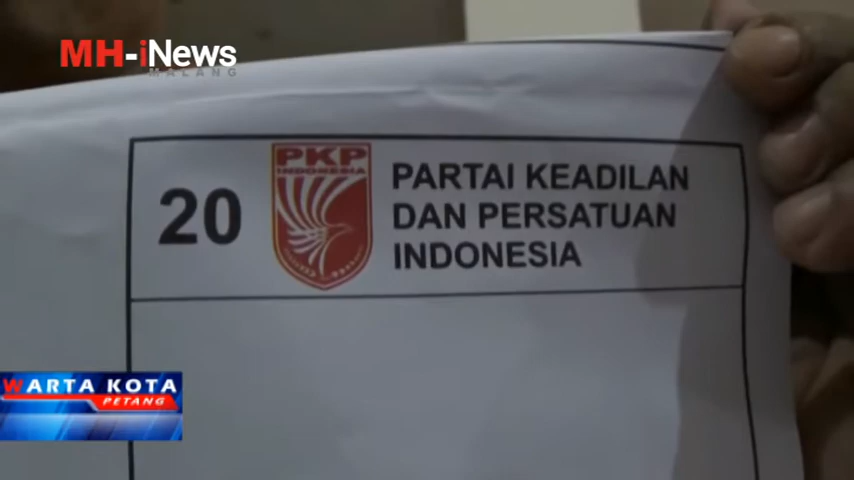 MH-iNews
MALANG
20
PKP
INDONESIA
PARTAI KEADILAN
DAN PERSATUAN
INDONESIA
WARTA KOTA
PETANG